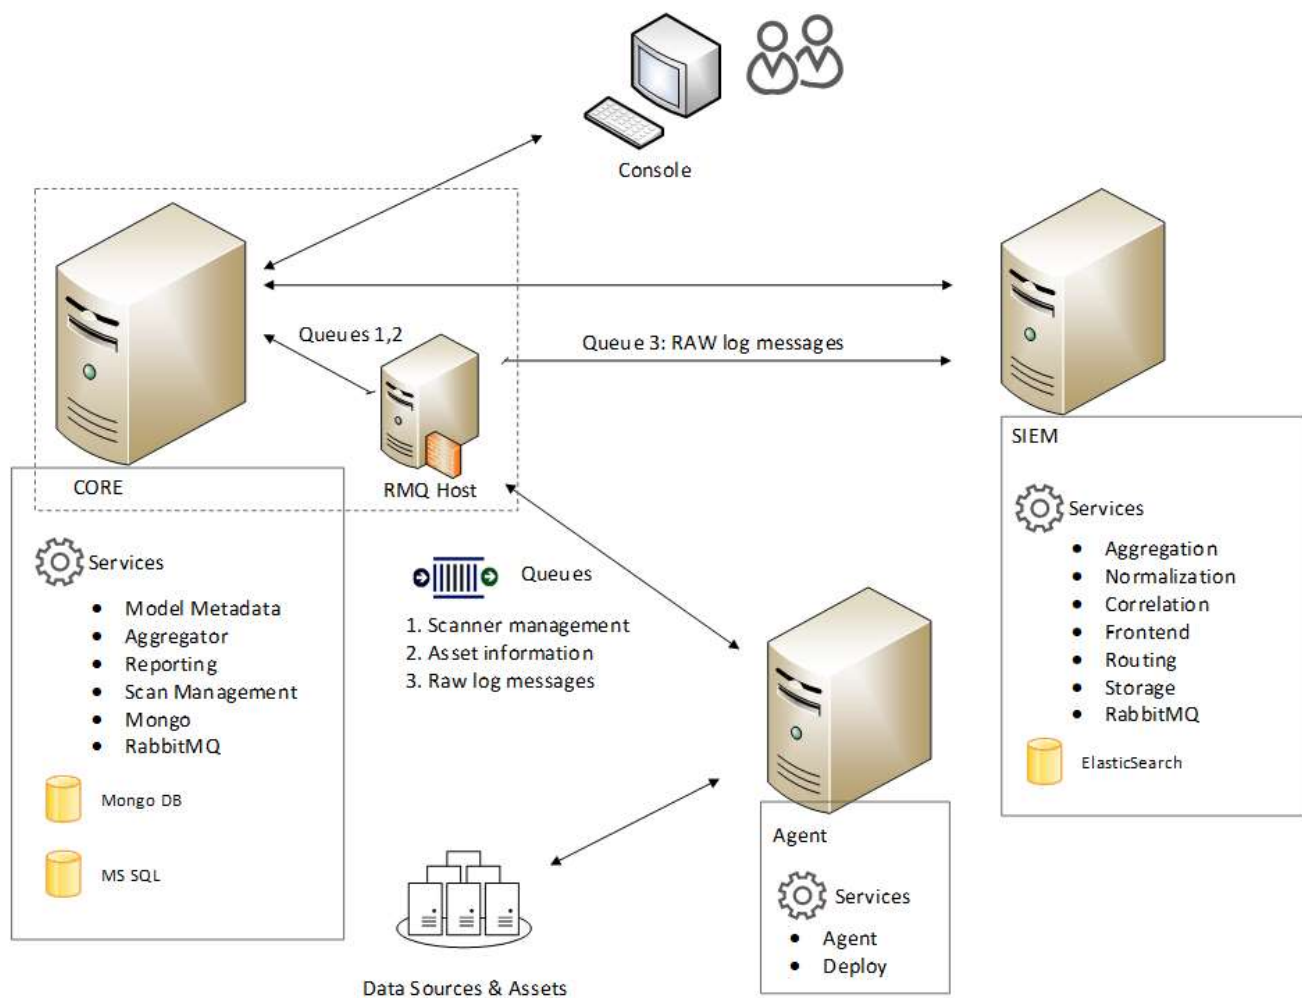 Console
Queues 1,2
Queue 3: RAW log messages
RMQ Host
CORE
Services
• Model Metadata
• Aggregator
• Reporting
• Scan Management
• Mongo
• RabbitMQ
Mongo DB
MS SQL
Queues
1. Scanner management
2. Asset information
3. Raw log messages
SIEM
Services
• Aggregation
• Normalization
• Correlation
• Frontend
• Routing
• Storage
• RabbitMQ
ElasticSearch
Agent
Services
• Agent
• Deploy
Data Sources & Assets